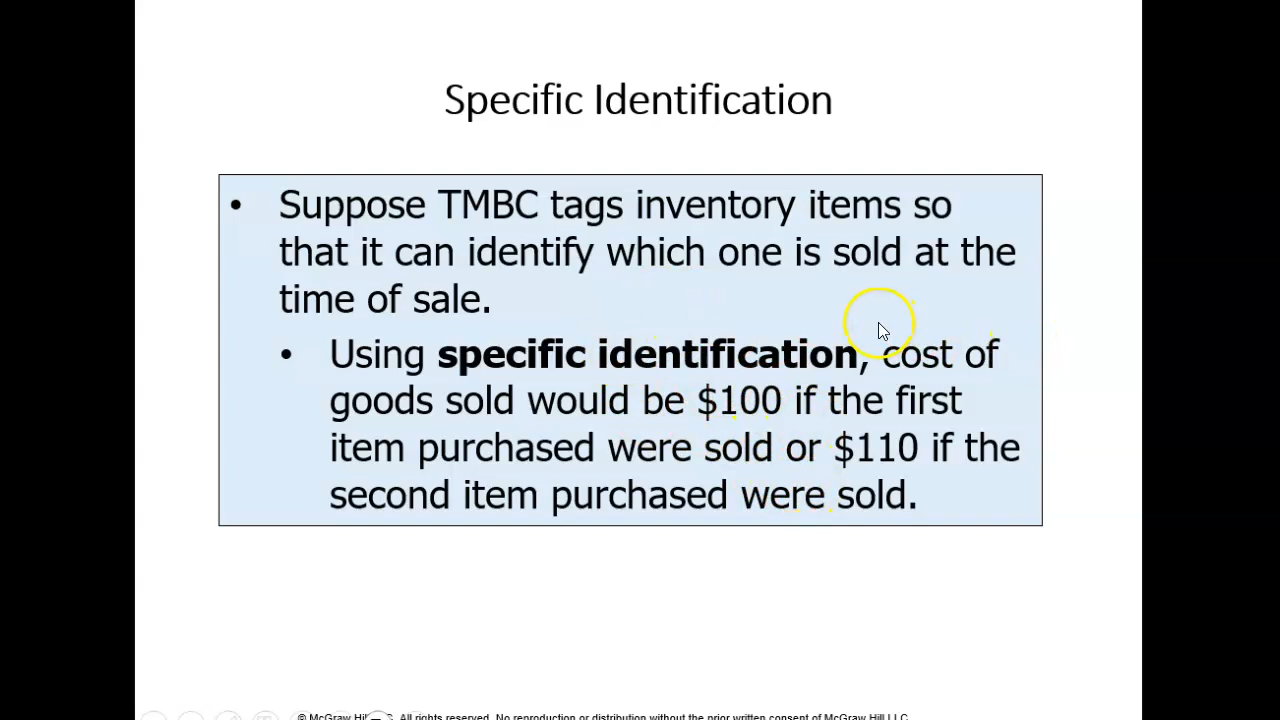 Specific Identification
• Suppose TMBC tags inventory items so
that it can identify which one is sold at the
time of sale.
• Using specific identification, cost of
goods sold would be $100 if the first
item purchased were sold or $110 if the
second item purchased were sold.
© McGraw Hill All rights reserved. No reproduction or distribution without the prior written consent of McGraw Hill LLC